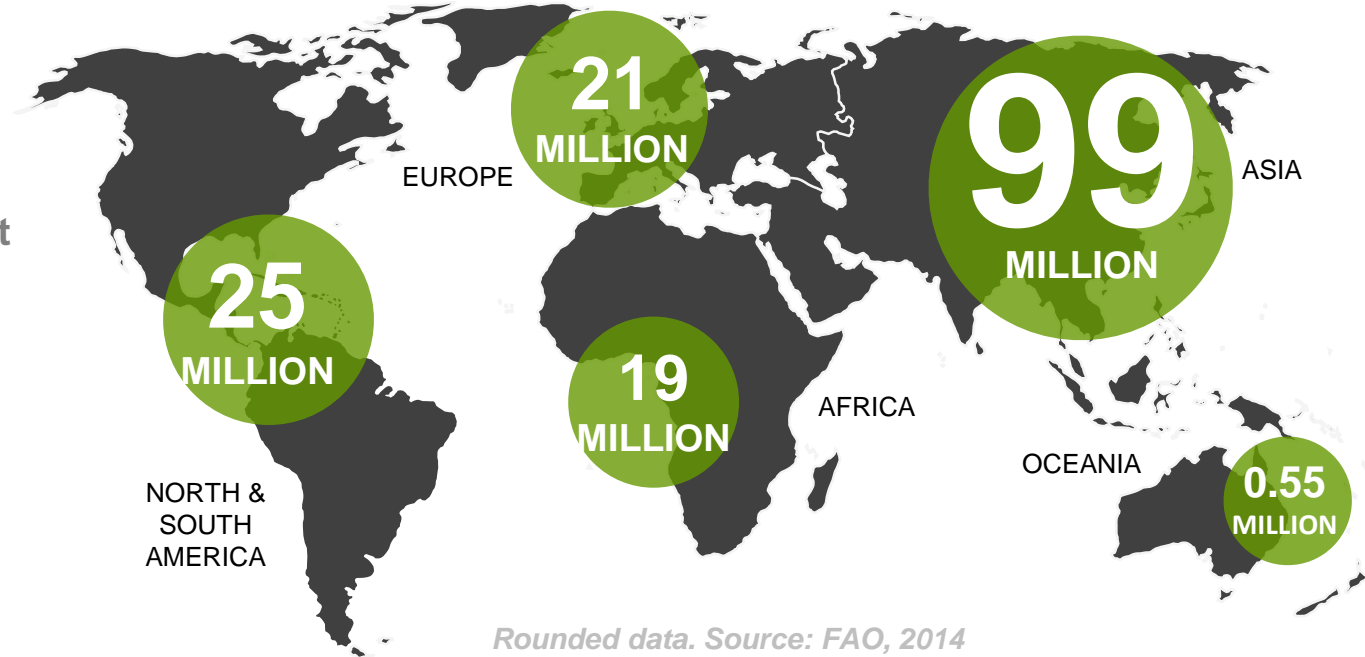 21
MILLION
EUROPE
99
MILLION
ASIA
t
25
MILLION
NORTH &
SOUTH
AMERICA
19
MILLION
AFRICA
OCEANIA
0.55
MILLION
Rounded data. Source: FAO, 2014